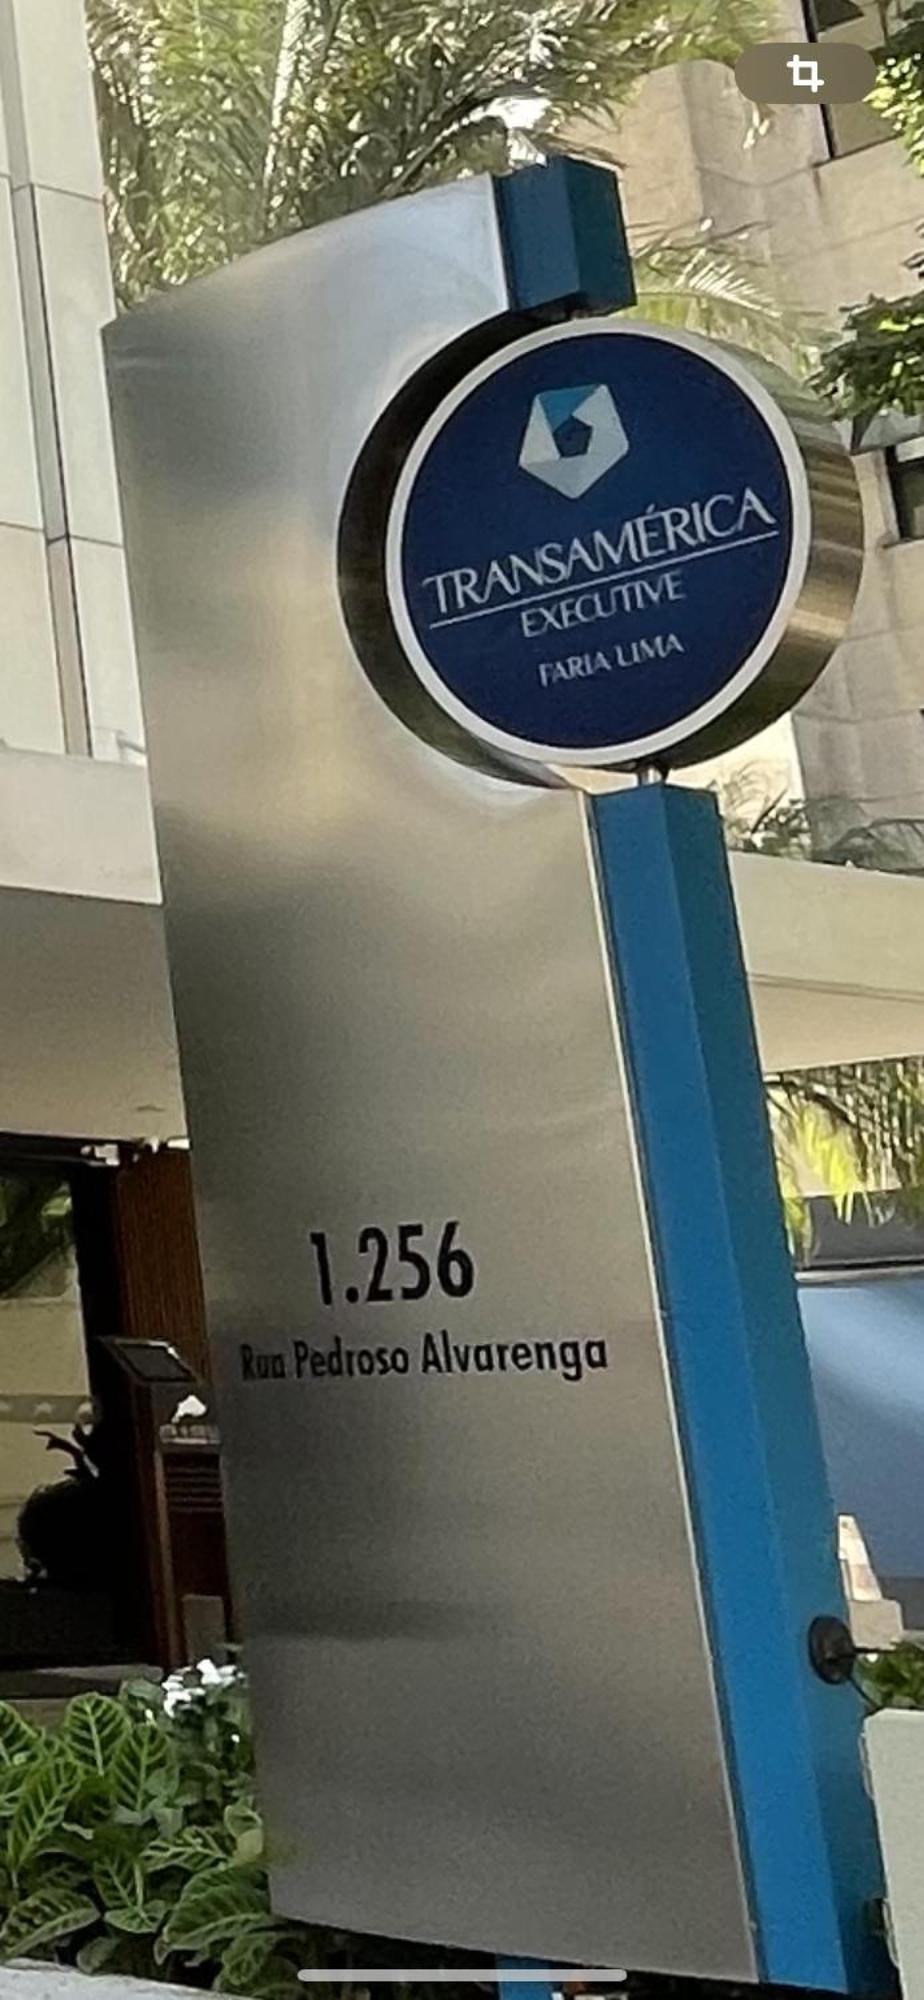 TRANSAMÉRICA
EXECUTIVE
FARIA LIMA
1.256
Rua Pedroso Alvarenga